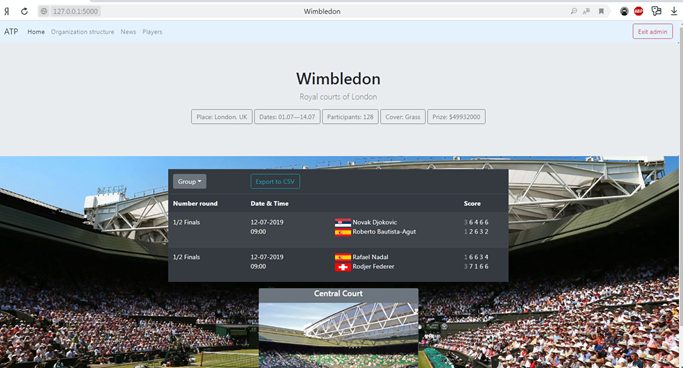 Я 127.0.0.1:5000 Wimbledon ABP
ATP Home Organization structure News Players Exit admin
Wimbledon
Royal courts of London
Place: London, UK Dates: 01.07—14.07 Participants: 128 Cover: Grass Prize: $49932000
Group Export to CSV
Number round Date & Time Score
1/2 Finals 12-07-2019 Novak Djokovic 3 6 4 6 6
09:00 Roberto Bautista-Agut 1 2 6 3 2
1/2 Finals 12-07-2019 Rafael Nadal 1 6 6 3 4
09:00 Rodjer Federer 3 7 1 6 6
Central Court